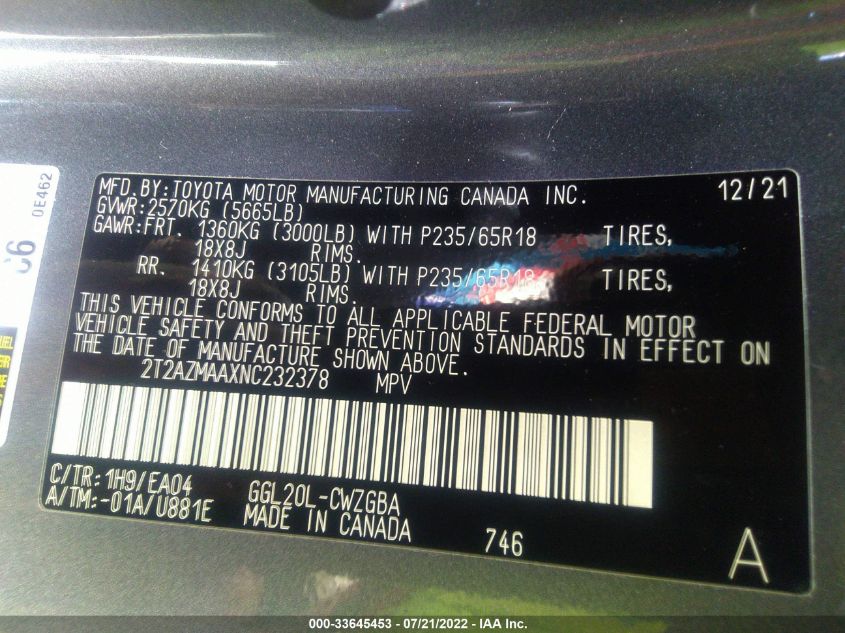 MFD.BY:TOYOTA MOTOR MANUFACTURING CANADA INC. 12/21
GVWR:2570KG (5665LB)
GAWR:FRT. 1360KG (3000LB) WITH P235/65R18 TIRES,
18X8J RIMS.
RR. 1410KG (3105LB) WITH P235/65R18 TIRES,
18X8J RIMS.
THIS VEHICLE CONFORMS TO ALL APPLICABLE FEDERAL MOTOR
VEHICLE SAFETY AND THEFT PREVENTION STANDARDS IN EFFECT ON
THE DATE OF MANUFACTURE SHOWN ABOVE.
2T2AZMAAXNC232378 MPV
C/TR: 1H9/EA04 GGL20L-CWZGBA
A/TM:-01A/U881E MADE IN CANADA 746 A
0E462
000-33645453 - 07/21/2022 - IAA Inc.